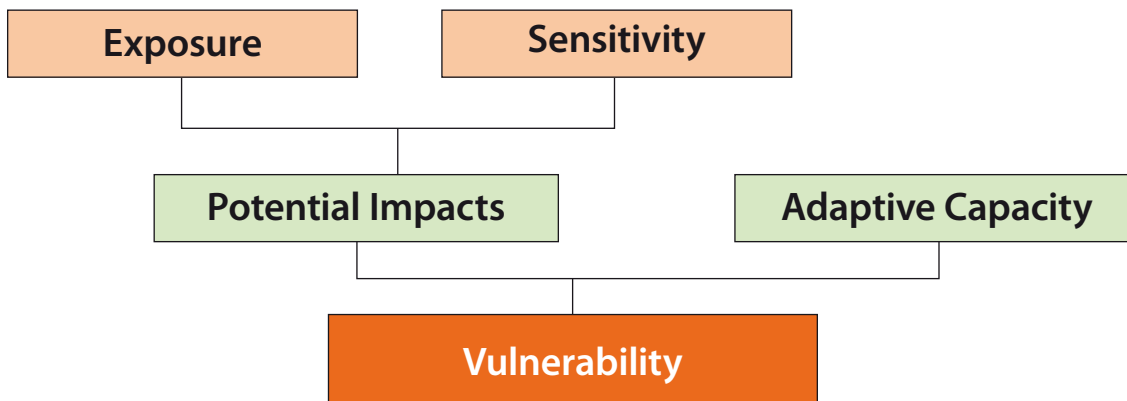 Exposure
Sensitivity
Potential Impacts
Adaptive Capacity
Vulnerability